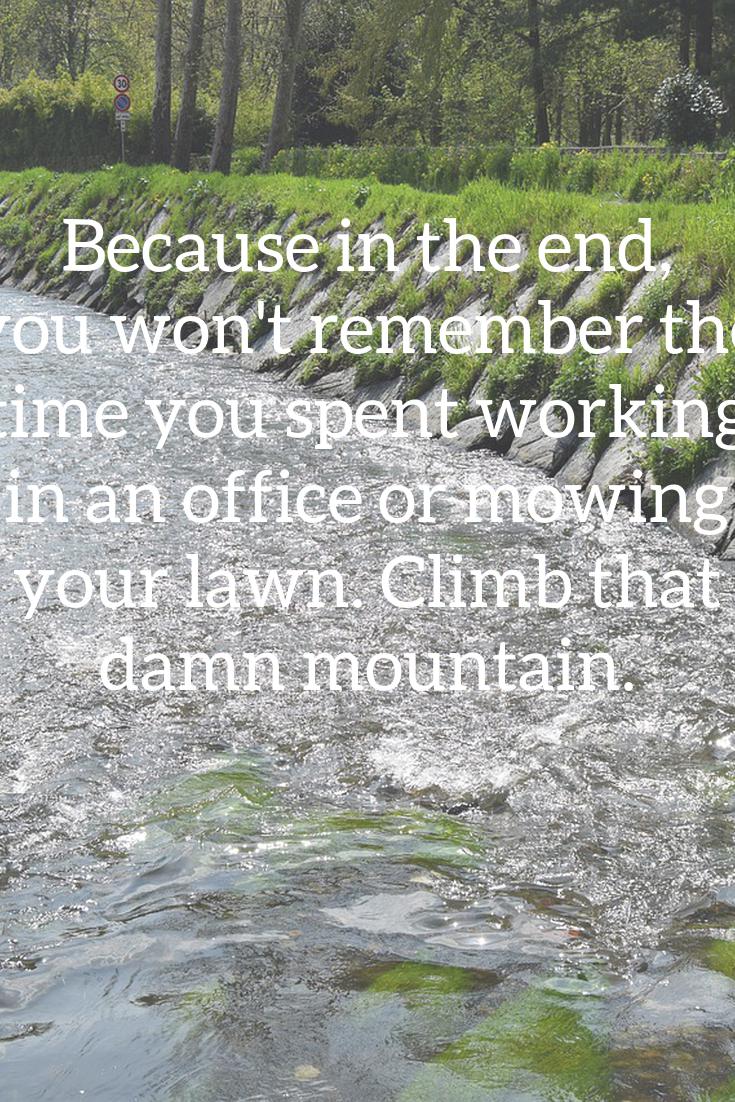 30
Because in the end,
you won't remember the
time you spent working
in an office or mowing
your lawn. Climb that
damn mountain.